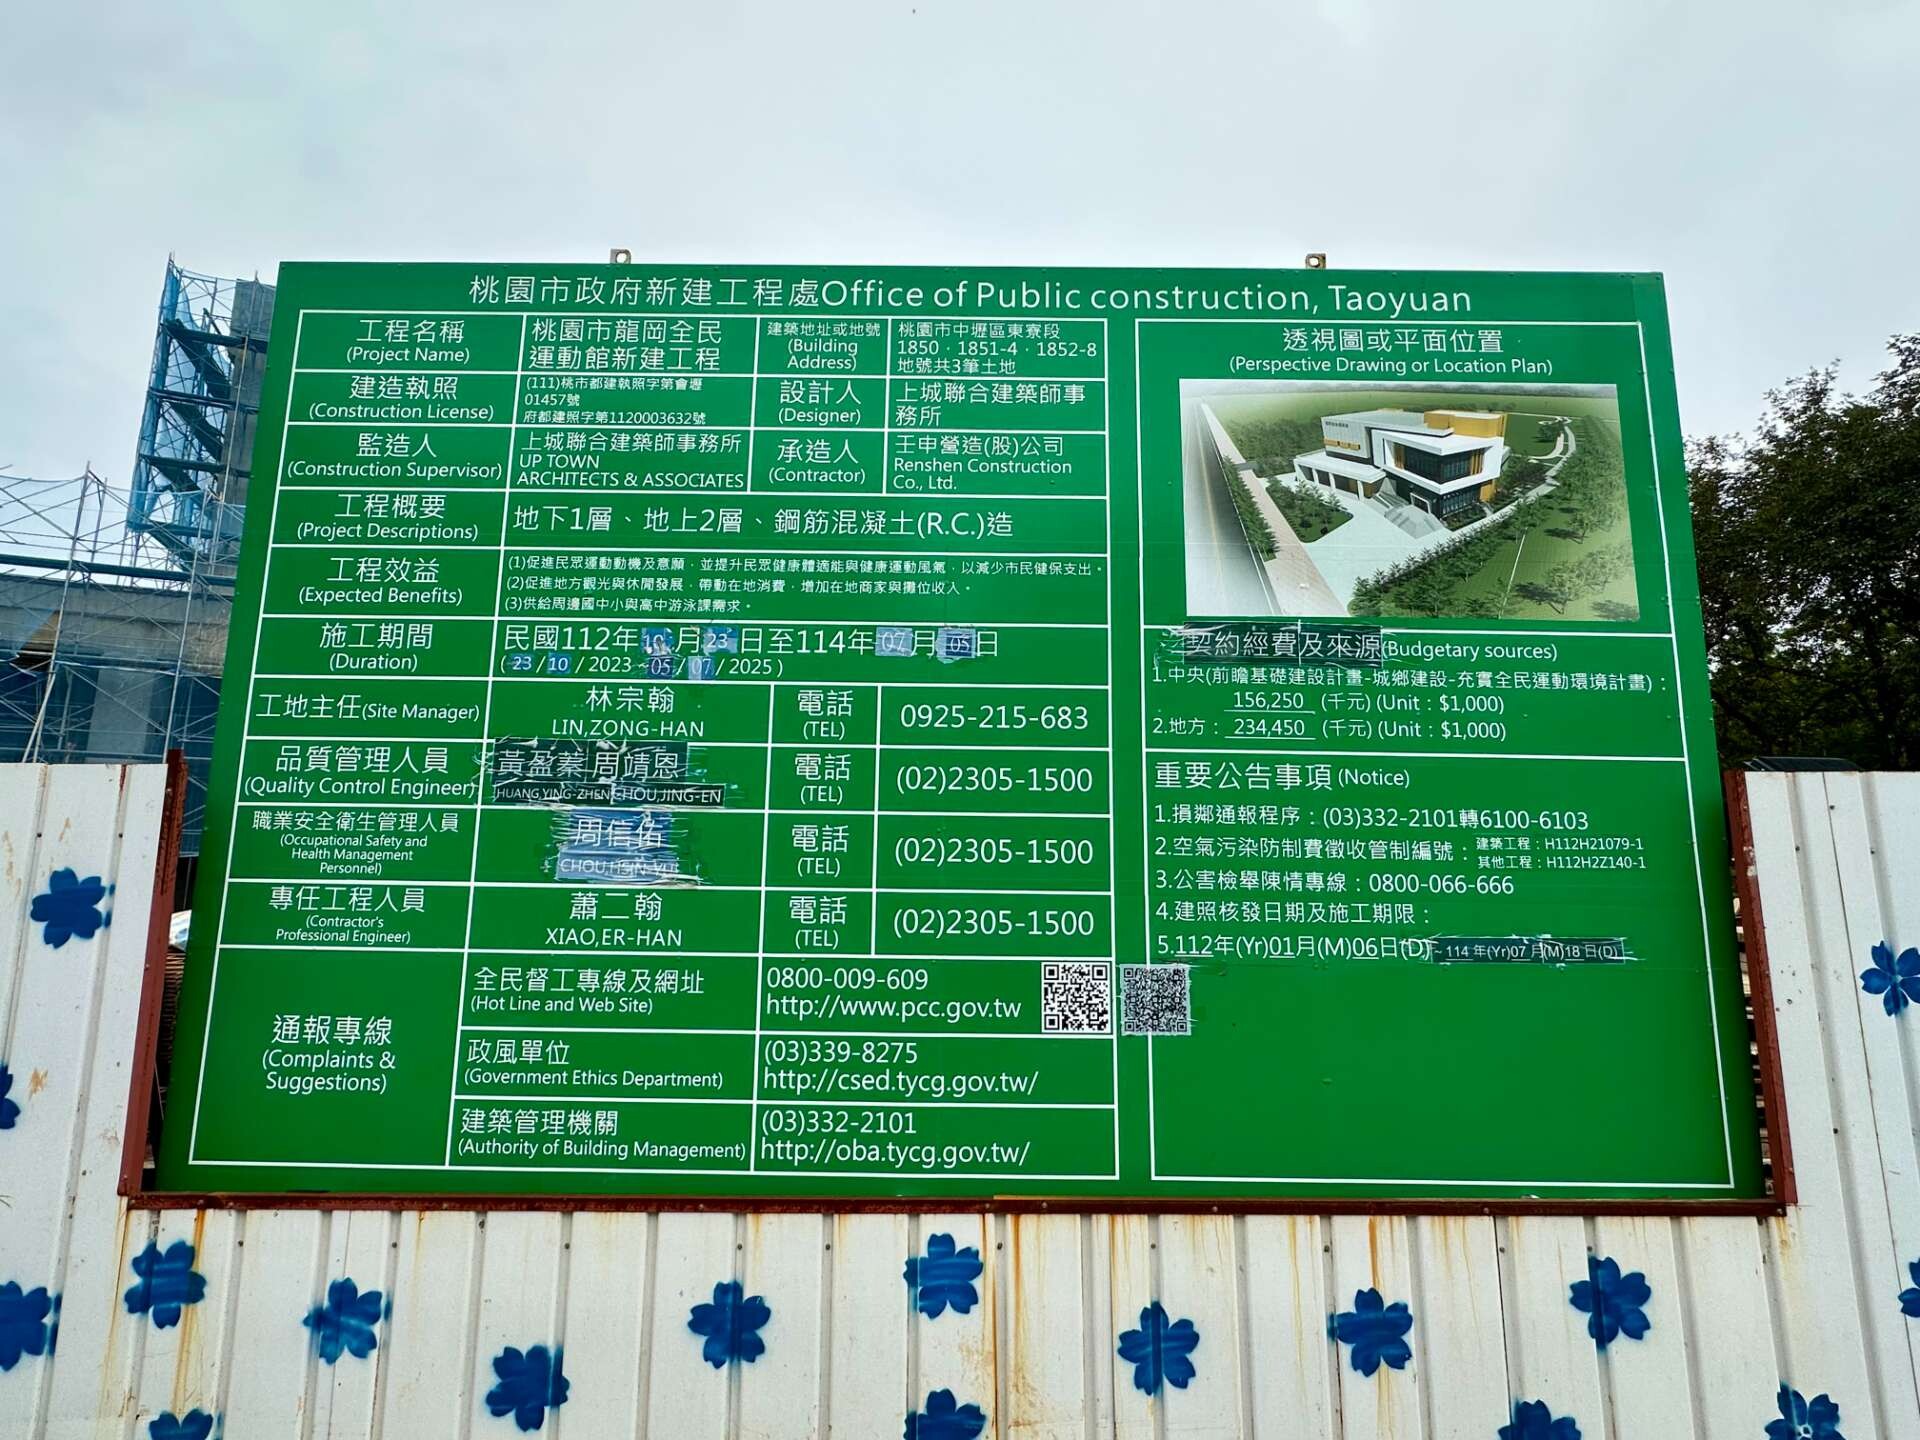 桃園市政府新建工程處Office of Public construction, Taoyuan
工程名稱
(Project Name)
桃園市龍岡全民
運動館新建工程
建築地址或地號
(Building
Address)
桃園市中壢區東寮段
1850、1851-4、1852-8
地號共3筆土地
建造執照
(Construction License)
(111)桃市都建執照字第會壢
01457號
府都建照字第1120003632號
設計人
(Designer)
上城聯合建築師事
務所
監造人
(Construction Supervisor)
上城聯合建築師事務所
UP TOWN
ARCHITECTS & ASSOCIATES
承造人
(Contractor)
壬申營造(股)公司
Renshen Construction
Co., Ltd.
工程概要
(Project Descriptions)
地下1層、地上2層、鋼筋混凝土(R.C.)造
工程效益
(Expected Benefits)
(1)促進民眾運動動機及意願，並提升民眾健康體適能與健康運動風氣，以減少市民健保支出。
(2)促進地方觀光與休閒發展，帶動在地消費，增加在地商家與攤位收入。
(3)供給周邊國中小與高中游泳課需求。
施工期間
(Duration)
民國112年10月23日至114年07月05日
(23/10/2023~05/07/2025)
工地主任(Site Manager)
林宗翰
LIN,ZONG-HAN
電話
(TEL)
0925-215-683
品質管理人員
(Quality Control Engineer)
黃盈蓁 周靖恩
HUANG,YING-ZHEN CHOU,JING-EN
電話
(TEL)
(02)2305-1500
職業安全衛生管理人員
(Occupational Safety and
Health Management
Personnel)
周信佑
CHOU,HSIN-YU
電話
(TEL)
(02)2305-1500
專任工程人員
(Contractor's
Professional Engineer)
蕭二翰
XIAO,ER-HAN
電話
(TEL)
(02)2305-1500
通報專線
(Complaints &
Suggestions)
全民督工專線及網址
(Hot Line and Web Site)
0800-009-609
http://www.pcc.gov.tw
政風單位
(Government Ethics Department)
(03)339-8275
http://csed.tycg.gov.tw/
建築管理機關
(Authority of Building Management)
(03)332-2101
http://oba.tycg.gov.tw/
透視圖或平面位置
(Perspective Drawing or Location Plan)
契約經費及來源(Budgetary sources)
1.中央(前瞻基礎建設計畫-城鄉建設-充實全民運動環境計畫)：
156,250 (千元) (Unit：$1,000)
2.地方：234,450 (千元) (Unit：$1,000)
重要公告事項(Notice)
1.損鄰通報程序：(03)332-2101轉6100-6103
2.空氣污染防制費徵收管制編號：建築工程：H112H21079-1
其他工程：H112H2Z140-1
3.公害檢舉陳情專線：0800-066-666
4.建照核發日期及施工期限：
5.112年(Yr)01月(M)06日(D)~114年(Yr)07月(M)18日(D)